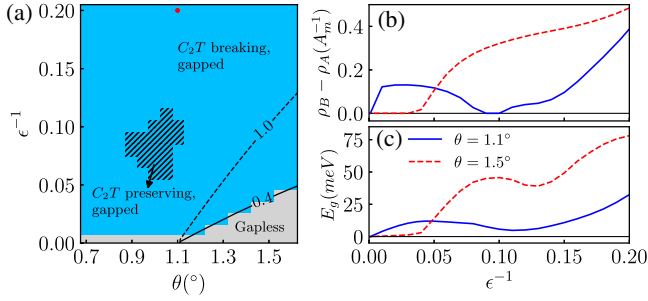 (a)
0.20
0.15
0.10
0.05
0.00
ϵ⁻¹
C₂T breaking,
gapped
1.0
C₂T preserving,
gapped
0.4
Gapless
0.7 0.9 1.1 1.3 1.5
θ(°)
(b)
0.4
0.2
0.0
ρ_B − ρ_A(A_m⁻¹)
(c)
θ = 1.1°
θ = 1.5°
75
50
25
0
E_g(meV)
0.00 0.05 0.10 0.15 0.20
ϵ⁻¹